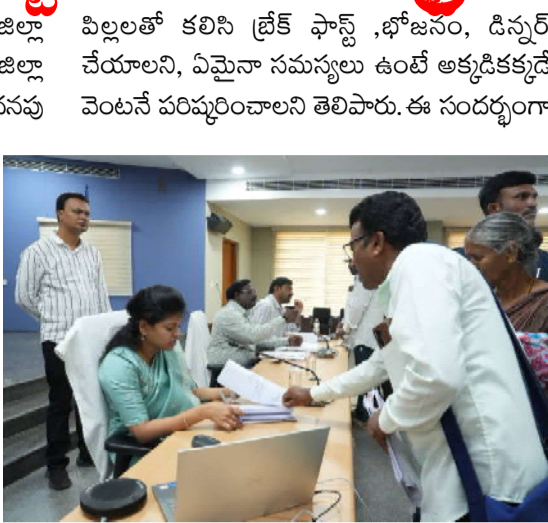 జిల్లా
జిల్లా
పిల్లలతో కలిసి బ్రేక్ ఫాస్ట్ ,భోజనం, డిన్నర్
చేయాలని, ఏమైనా సమస్యలు ఉంటే అక్కడికక్కడే
వెంటనే పరిష్కరించాలని తెలిపారు.ఈ సందర్భంగా